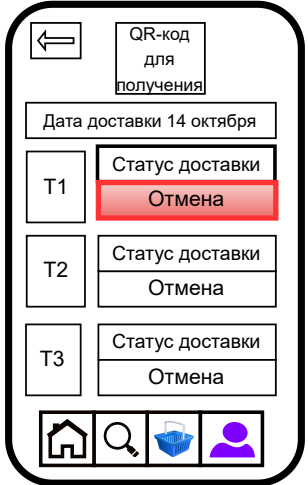 QR-код
для
получения
Дата доставки 14 октября
Т1
Статус доставки
Отмена
Т2
Статус доставки
Отмена
Т3
Статус доставки
Отмена